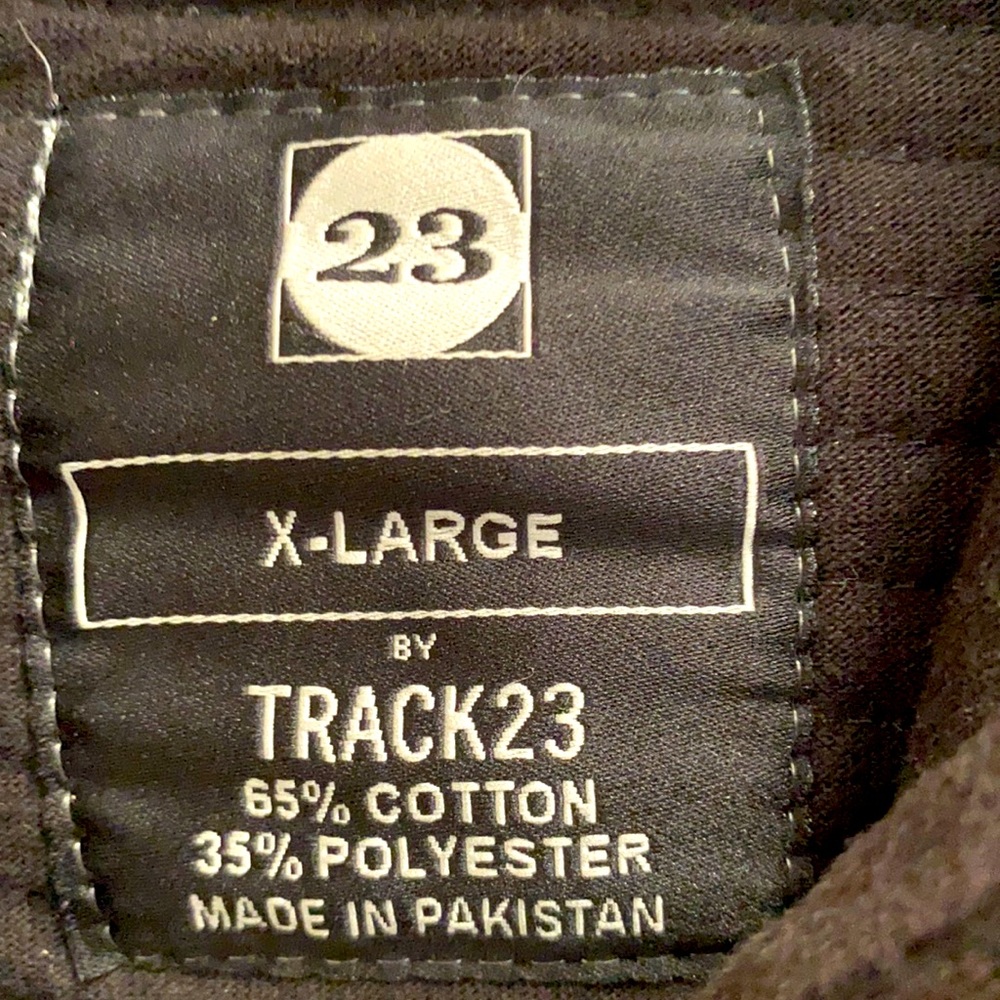 23
X-LARGE
BY
TRACK23
65% COTTON
35% POLYESTER
MADE IN PAKISTAN